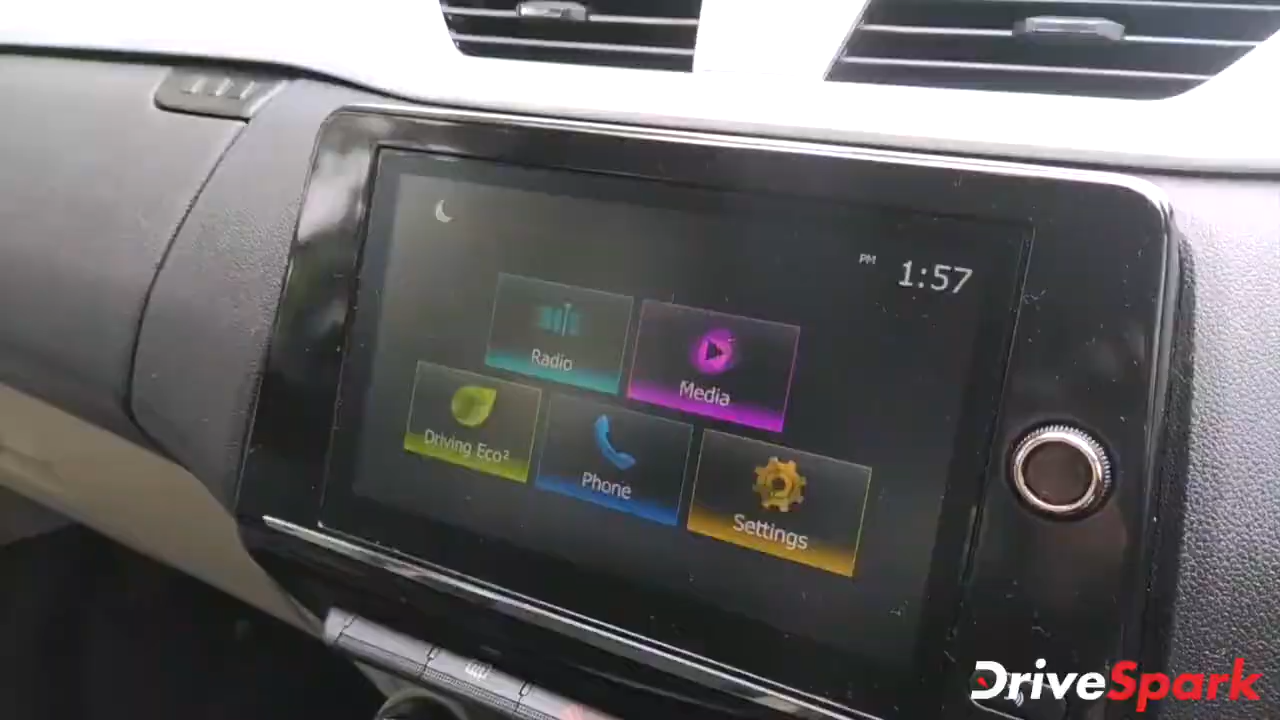 PM 1:57
Radio
Media
Driving Eco²
Phone
Settings
DriveSpark